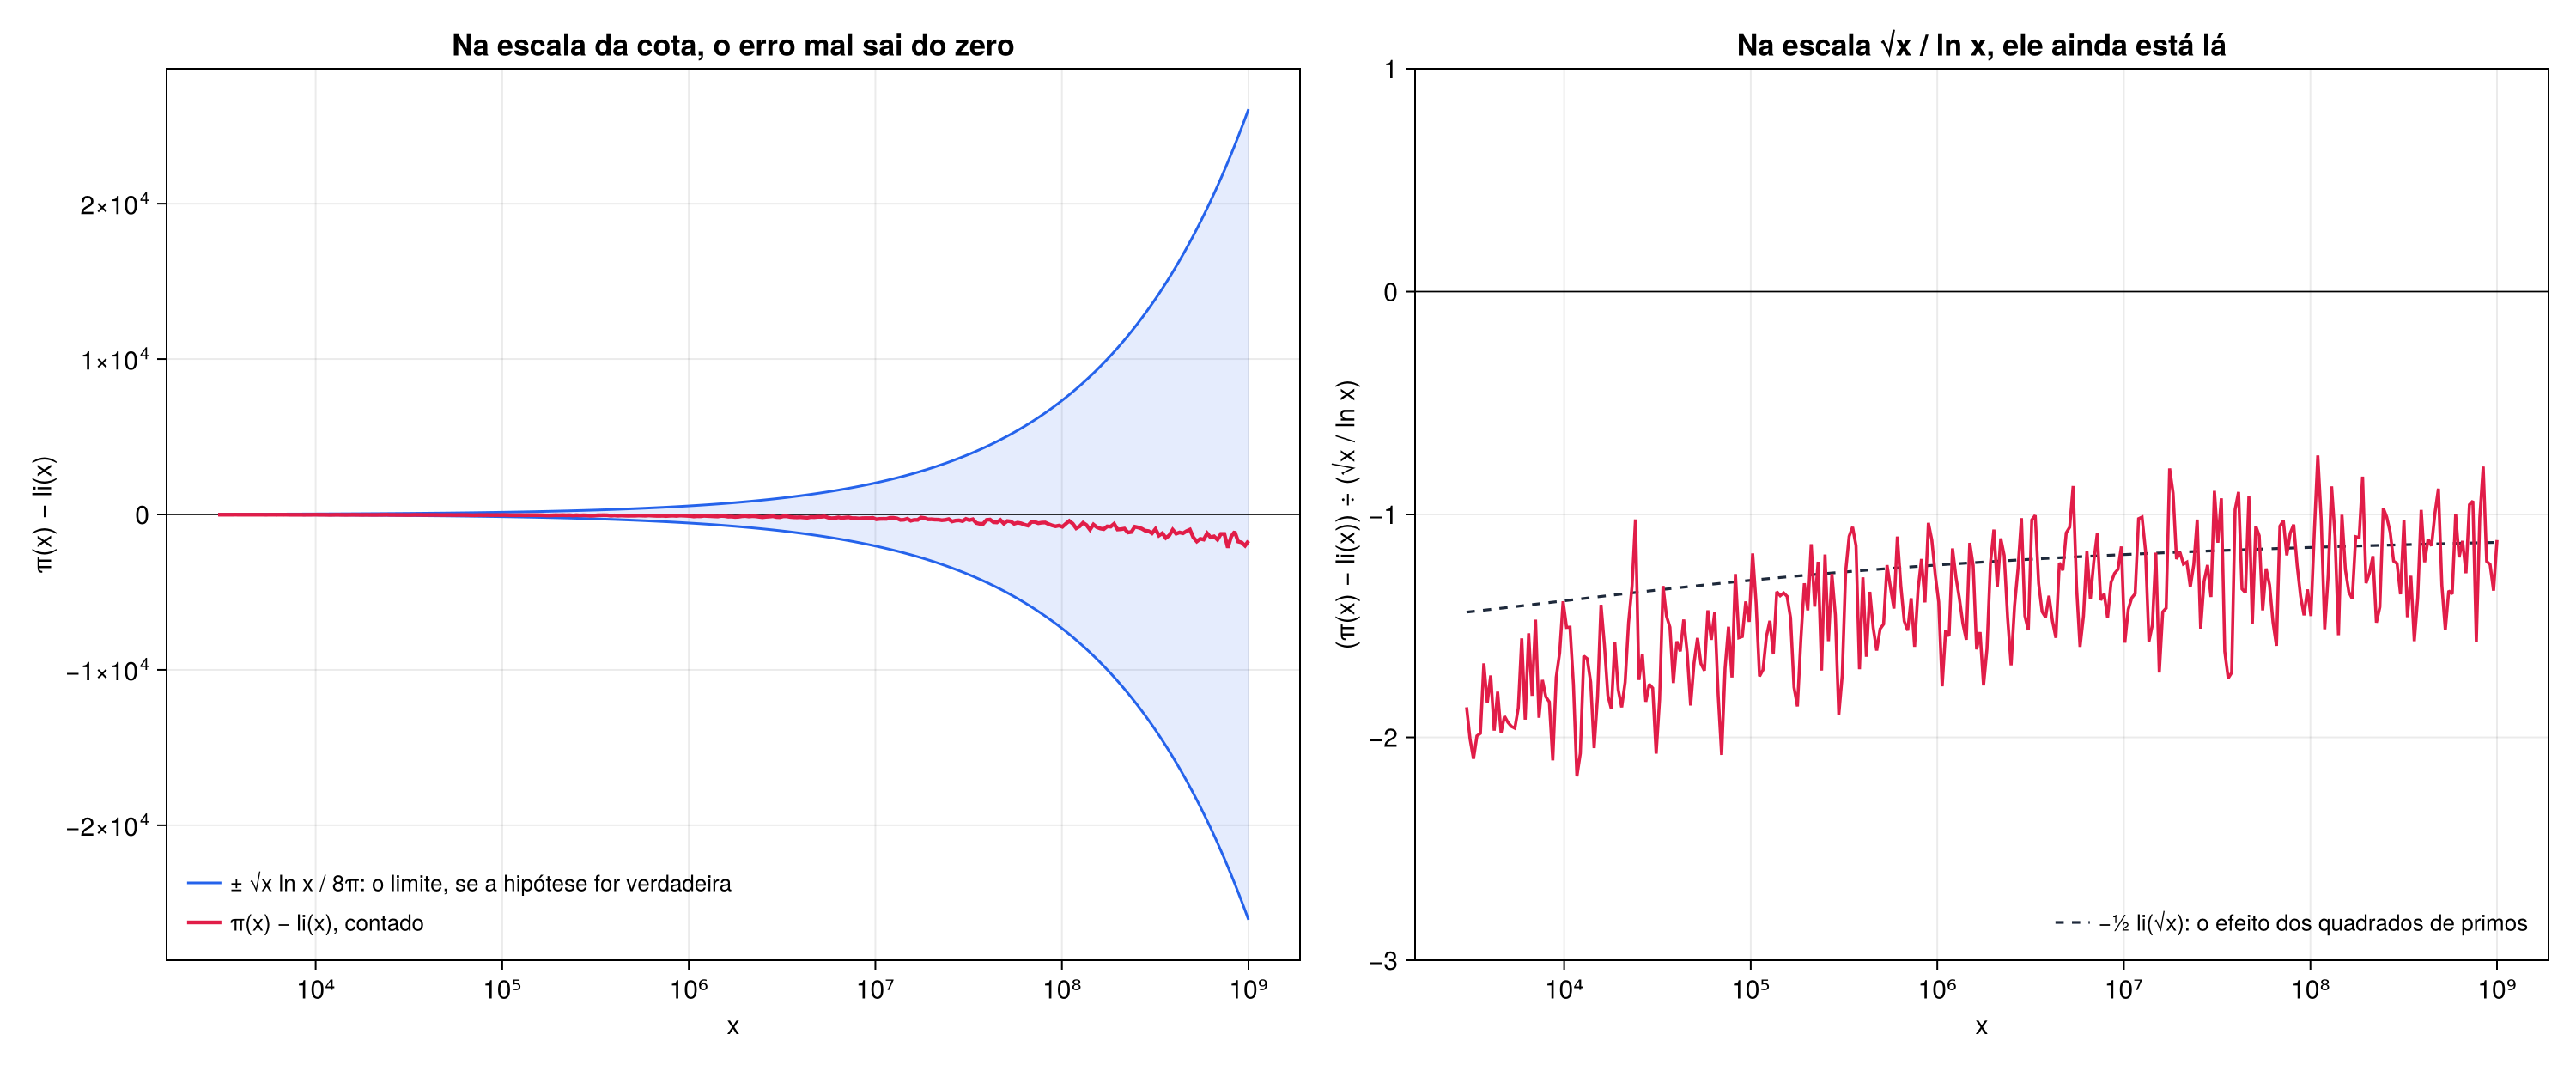 Na escala da cota, o erro mal sai do zero
π(x) − li(x)
2×10⁴
1×10⁴
0
−1×10⁴
−2×10⁴
± √x ln x / 8π: o limite, se a hipótese for verdadeira
π(x) − li(x), contado
10⁴ 10⁵ 10⁶ 10⁷ 10⁸ 10⁹
x
Na escala √x / ln x, ele ainda está lá
(π(x) − li(x)) ÷ (√x / ln x)
1
0
−1
−2
−3
−½ li(√x): o efeito dos quadrados de primos
10⁴ 10⁵ 10⁶ 10⁷ 10⁸ 10⁹
x